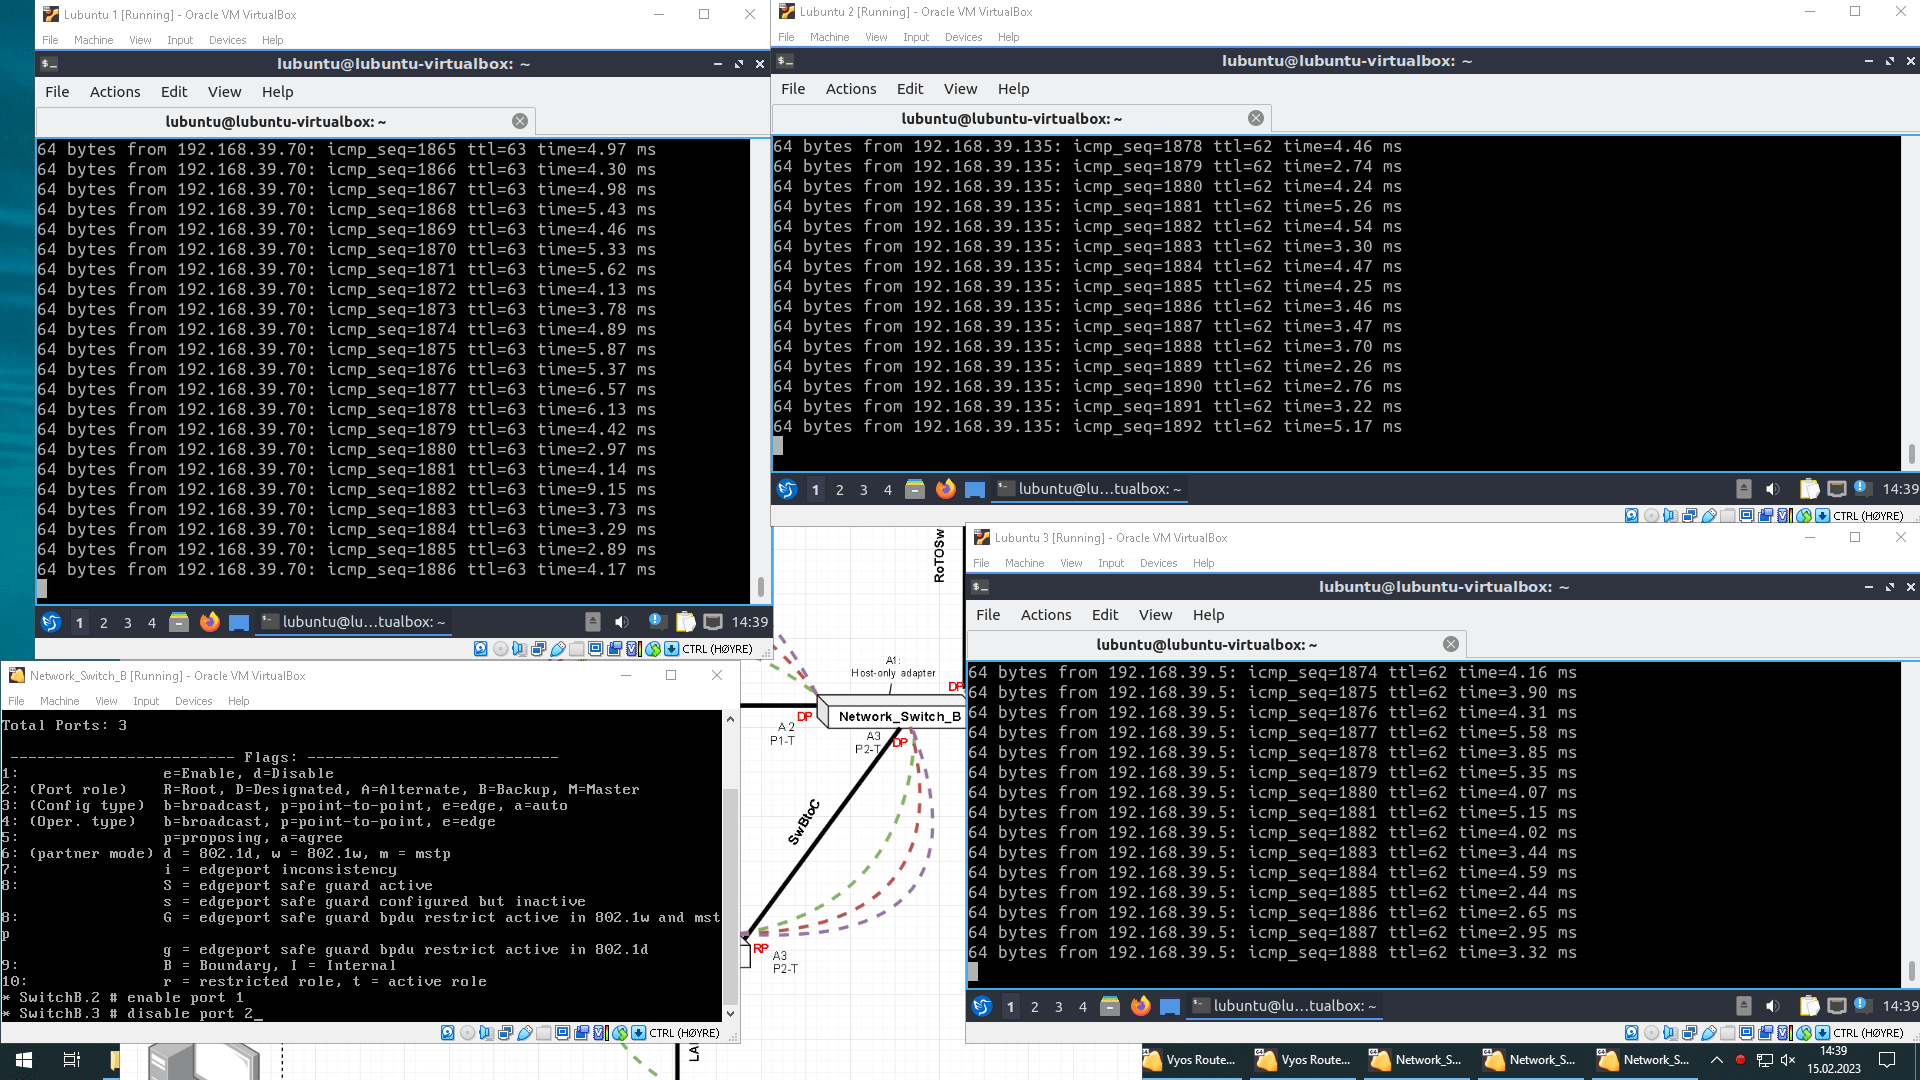 Lubuntu 1 [Running] - Oracle VM VirtualBox
File Machine View Input Devices Help
lubuntu@lubuntu-virtualbox: ~
File Actions Edit View Help
lubuntu@lubuntu-virtualbox: ~
64 bytes from 192.168.39.70: icmp_seq=1865 ttl=63 time=4.97 ms
64 bytes from 192.168.39.70: icmp_seq=1866 ttl=63 time=4.30 ms
64 bytes from 192.168.39.70: icmp_seq=1867 ttl=63 time=4.98 ms
64 bytes from 192.168.39.70: icmp_seq=1868 ttl=63 time=5.43 ms
64 bytes from 192.168.39.70: icmp_seq=1869 ttl=63 time=4.46 ms
64 bytes from 192.168.39.70: icmp_seq=1870 ttl=63 time=5.33 ms
64 bytes from 192.168.39.70: icmp_seq=1871 ttl=63 time=5.62 ms
64 bytes from 192.168.39.70: icmp_seq=1872 ttl=63 time=4.13 ms
64 bytes from 192.168.39.70: icmp_seq=1873 ttl=63 time=3.78 ms
64 bytes from 192.168.39.70: icmp_seq=1874 ttl=63 time=4.89 ms
64 bytes from 192.168.39.70: icmp_seq=1875 ttl=63 time=5.87 ms
64 bytes from 192.168.39.70: icmp_seq=1876 ttl=63 time=5.37 ms
64 bytes from 192.168.39.70: icmp_seq=1877 ttl=63 time=6.57 ms
64 bytes from 192.168.39.70: icmp_seq=1878 ttl=63 time=6.13 ms
64 bytes from 192.168.39.70: icmp_seq=1879 ttl=63 time=4.42 ms
64 bytes from 192.168.39.70: icmp_seq=1880 ttl=63 time=2.97 ms
64 bytes from 192.168.39.70: icmp_seq=1881 ttl=63 time=4.14 ms
64 bytes from 192.168.39.70: icmp_seq=1882 ttl=63 time=9.15 ms
64 bytes from 192.168.39.70: icmp_seq=1883 ttl=63 time=3.73 ms
64 bytes from 192.168.39.70: icmp_seq=1884 ttl=63 time=3.29 ms
64 bytes from 192.168.39.70: icmp_seq=1885 ttl=63 time=2.89 ms
64 bytes from 192.168.39.70: icmp_seq=1886 ttl=63 time=4.17 ms
1 2 3 4 lubuntu@lu...tualbox: ~ 14:39
CTRL (HØYRE)
Lubuntu 2 [Running] - Oracle VM VirtualBox
File Machine View Input Devices Help
lubuntu@lubuntu-virtualbox: ~
File Actions Edit View Help
lubuntu@lubuntu-virtualbox: ~
64 bytes from 192.168.39.135: icmp_seq=1878 ttl=62 time=4.46 ms
64 bytes from 192.168.39.135: icmp_seq=1879 ttl=62 time=2.74 ms
64 bytes from 192.168.39.135: icmp_seq=1880 ttl=62 time=4.24 ms
64 bytes from 192.168.39.135: icmp_seq=1881 ttl=62 time=5.26 ms
64 bytes from 192.168.39.135: icmp_seq=1882 ttl=62 time=4.54 ms
64 bytes from 192.168.39.135: icmp_seq=1883 ttl=62 time=3.30 ms
64 bytes from 192.168.39.135: icmp_seq=1884 ttl=62 time=4.47 ms
64 bytes from 192.168.39.135: icmp_seq=1885 ttl=62 time=4.25 ms
64 bytes from 192.168.39.135: icmp_seq=1886 ttl=62 time=3.46 ms
64 bytes from 192.168.39.135: icmp_seq=1887 ttl=62 time=3.47 ms
64 bytes from 192.168.39.135: icmp_seq=1888 ttl=62 time=3.70 ms
64 bytes from 192.168.39.135: icmp_seq=1889 ttl=62 time=2.26 ms
64 bytes from 192.168.39.135: icmp_seq=1890 ttl=62 time=2.76 ms
64 bytes from 192.168.39.135: icmp_seq=1891 ttl=62 time=3.22 ms
64 bytes from 192.168.39.135: icmp_seq=1892 ttl=62 time=5.17 ms
1 2 3 4 lubuntu@lu...tualbox: ~ 14:39
CTRL (HØYRE)
Network_Switch_B [Running] - Oracle VM VirtualBox
File Machine View Input Devices Help
Total Ports: 3
------------------------- Flags: ----------------------------
1: e=Enable, d=Disable
2: (Port role) R=Root, D=Designated, A=Alternate, B=Backup, M=Master
3: (Config type) b=broadcast, p=point-to-point, e=edge, a=auto
4: (Oper. type) b=broadcast, p=point-to-point, e=edge
5: p=proposing, a=agree
6: (partner mode) d = 802.1d, w = 802.1w, m = mstp
7: i = edgeport inconsistency
8: S = edgeport safe guard active
s = edgeport safe guard configured but inactive
8: G = edgeport safe guard bpdu restrict active in 802.1w and mst
p
g = edgeport safe guard bpdu restrict active in 802.1d
9: B = Boundary, I = Internal
10: r = restricted role, t = active role
* SwitchB.2 # enable port 1
* SwitchB.3 # disable port 2_
CTRL (HØYRE)
RoTOSw
A1:
Host-only adapter
DP
DP
Network_Switch_B
A2
P1-T
A3
P2-T
DP
SwBtoC
RP
A3
P2-T
Lubuntu 3 [Running] - Oracle VM VirtualBox
File Machine View Input Devices Help
lubuntu@lubuntu-virtualbox: ~
File Actions Edit View Help
lubuntu@lubuntu-virtualbox: ~
64 bytes from 192.168.39.5: icmp_seq=1874 ttl=62 time=4.16 ms
64 bytes from 192.168.39.5: icmp_seq=1875 ttl=62 time=3.90 ms
64 bytes from 192.168.39.5: icmp_seq=1876 ttl=62 time=4.31 ms
64 bytes from 192.168.39.5: icmp_seq=1877 ttl=62 time=5.58 ms
64 bytes from 192.168.39.5: icmp_seq=1878 ttl=62 time=3.85 ms
64 bytes from 192.168.39.5: icmp_seq=1879 ttl=62 time=5.35 ms
64 bytes from 192.168.39.5: icmp_seq=1880 ttl=62 time=4.07 ms
64 bytes from 192.168.39.5: icmp_seq=1881 ttl=62 time=5.15 ms
64 bytes from 192.168.39.5: icmp_seq=1882 ttl=62 time=4.02 ms
64 bytes from 192.168.39.5: icmp_seq=1883 ttl=62 time=3.44 ms
64 bytes from 192.168.39.5: icmp_seq=1884 ttl=62 time=4.59 ms
64 bytes from 192.168.39.5: icmp_seq=1885 ttl=62 time=2.44 ms
64 bytes from 192.168.39.5: icmp_seq=1886 ttl=62 time=2.65 ms
64 bytes from 192.168.39.5: icmp_seq=1887 ttl=62 time=2.95 ms
64 bytes from 192.168.39.5: icmp_seq=1888 ttl=62 time=3.32 ms
1 2 3 4 lubuntu@lu...tualbox: ~ 14:39
CTRL (HØYRE)
Vyos Route... Vyos Route... Network_S... Network_S... Network_S...
14:39
15.02.2023